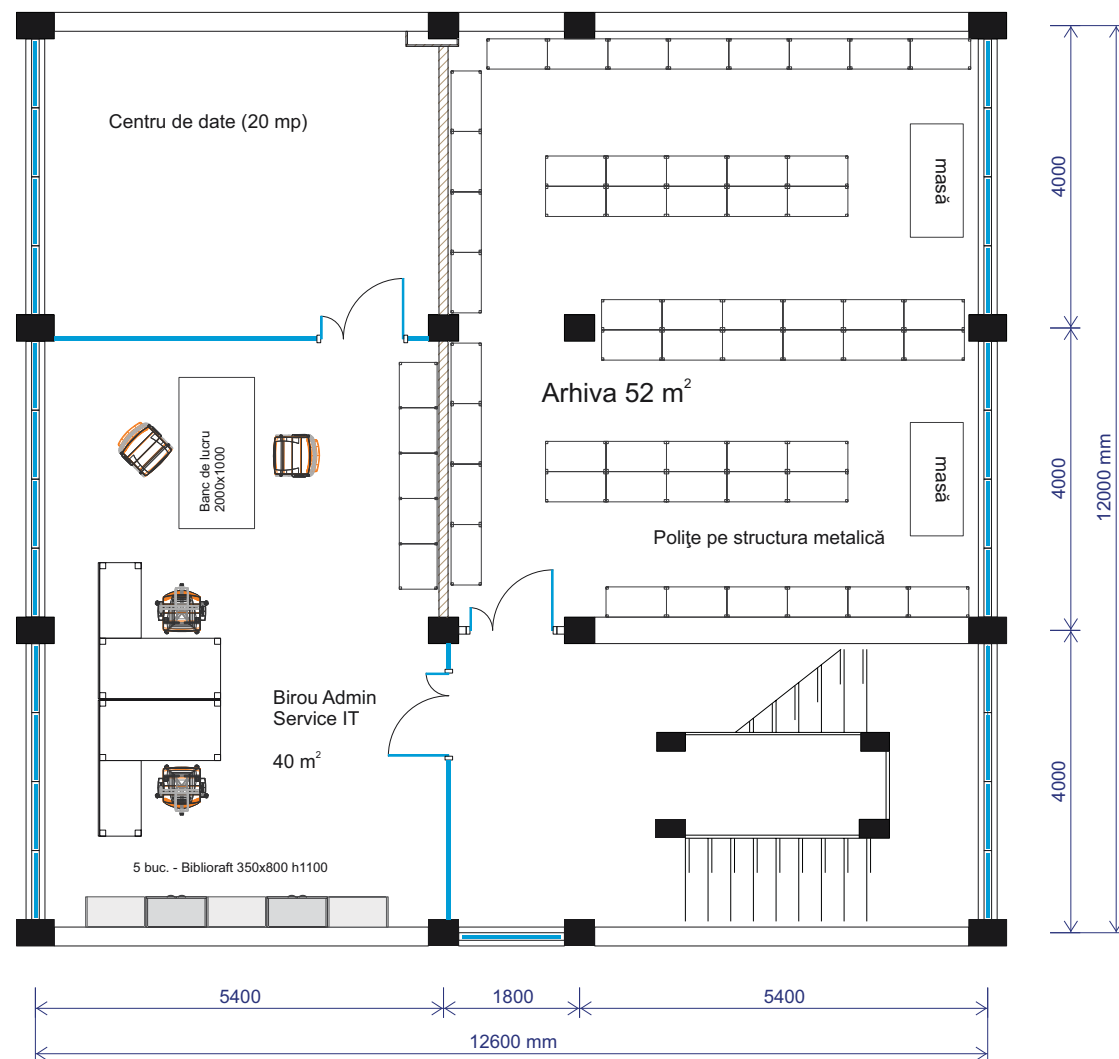 Centru de date (20 mp)
masă
4000
Arhiva 52 m²
4000
12000 mm
Banc de lucru
2000x1000
masă
Poliţe pe structura metalică
Birou Admin
Service IT
40 m²
4000
5 buc. - Biblioraft 350x800 h1100
5400
1800
5400
12600 mm